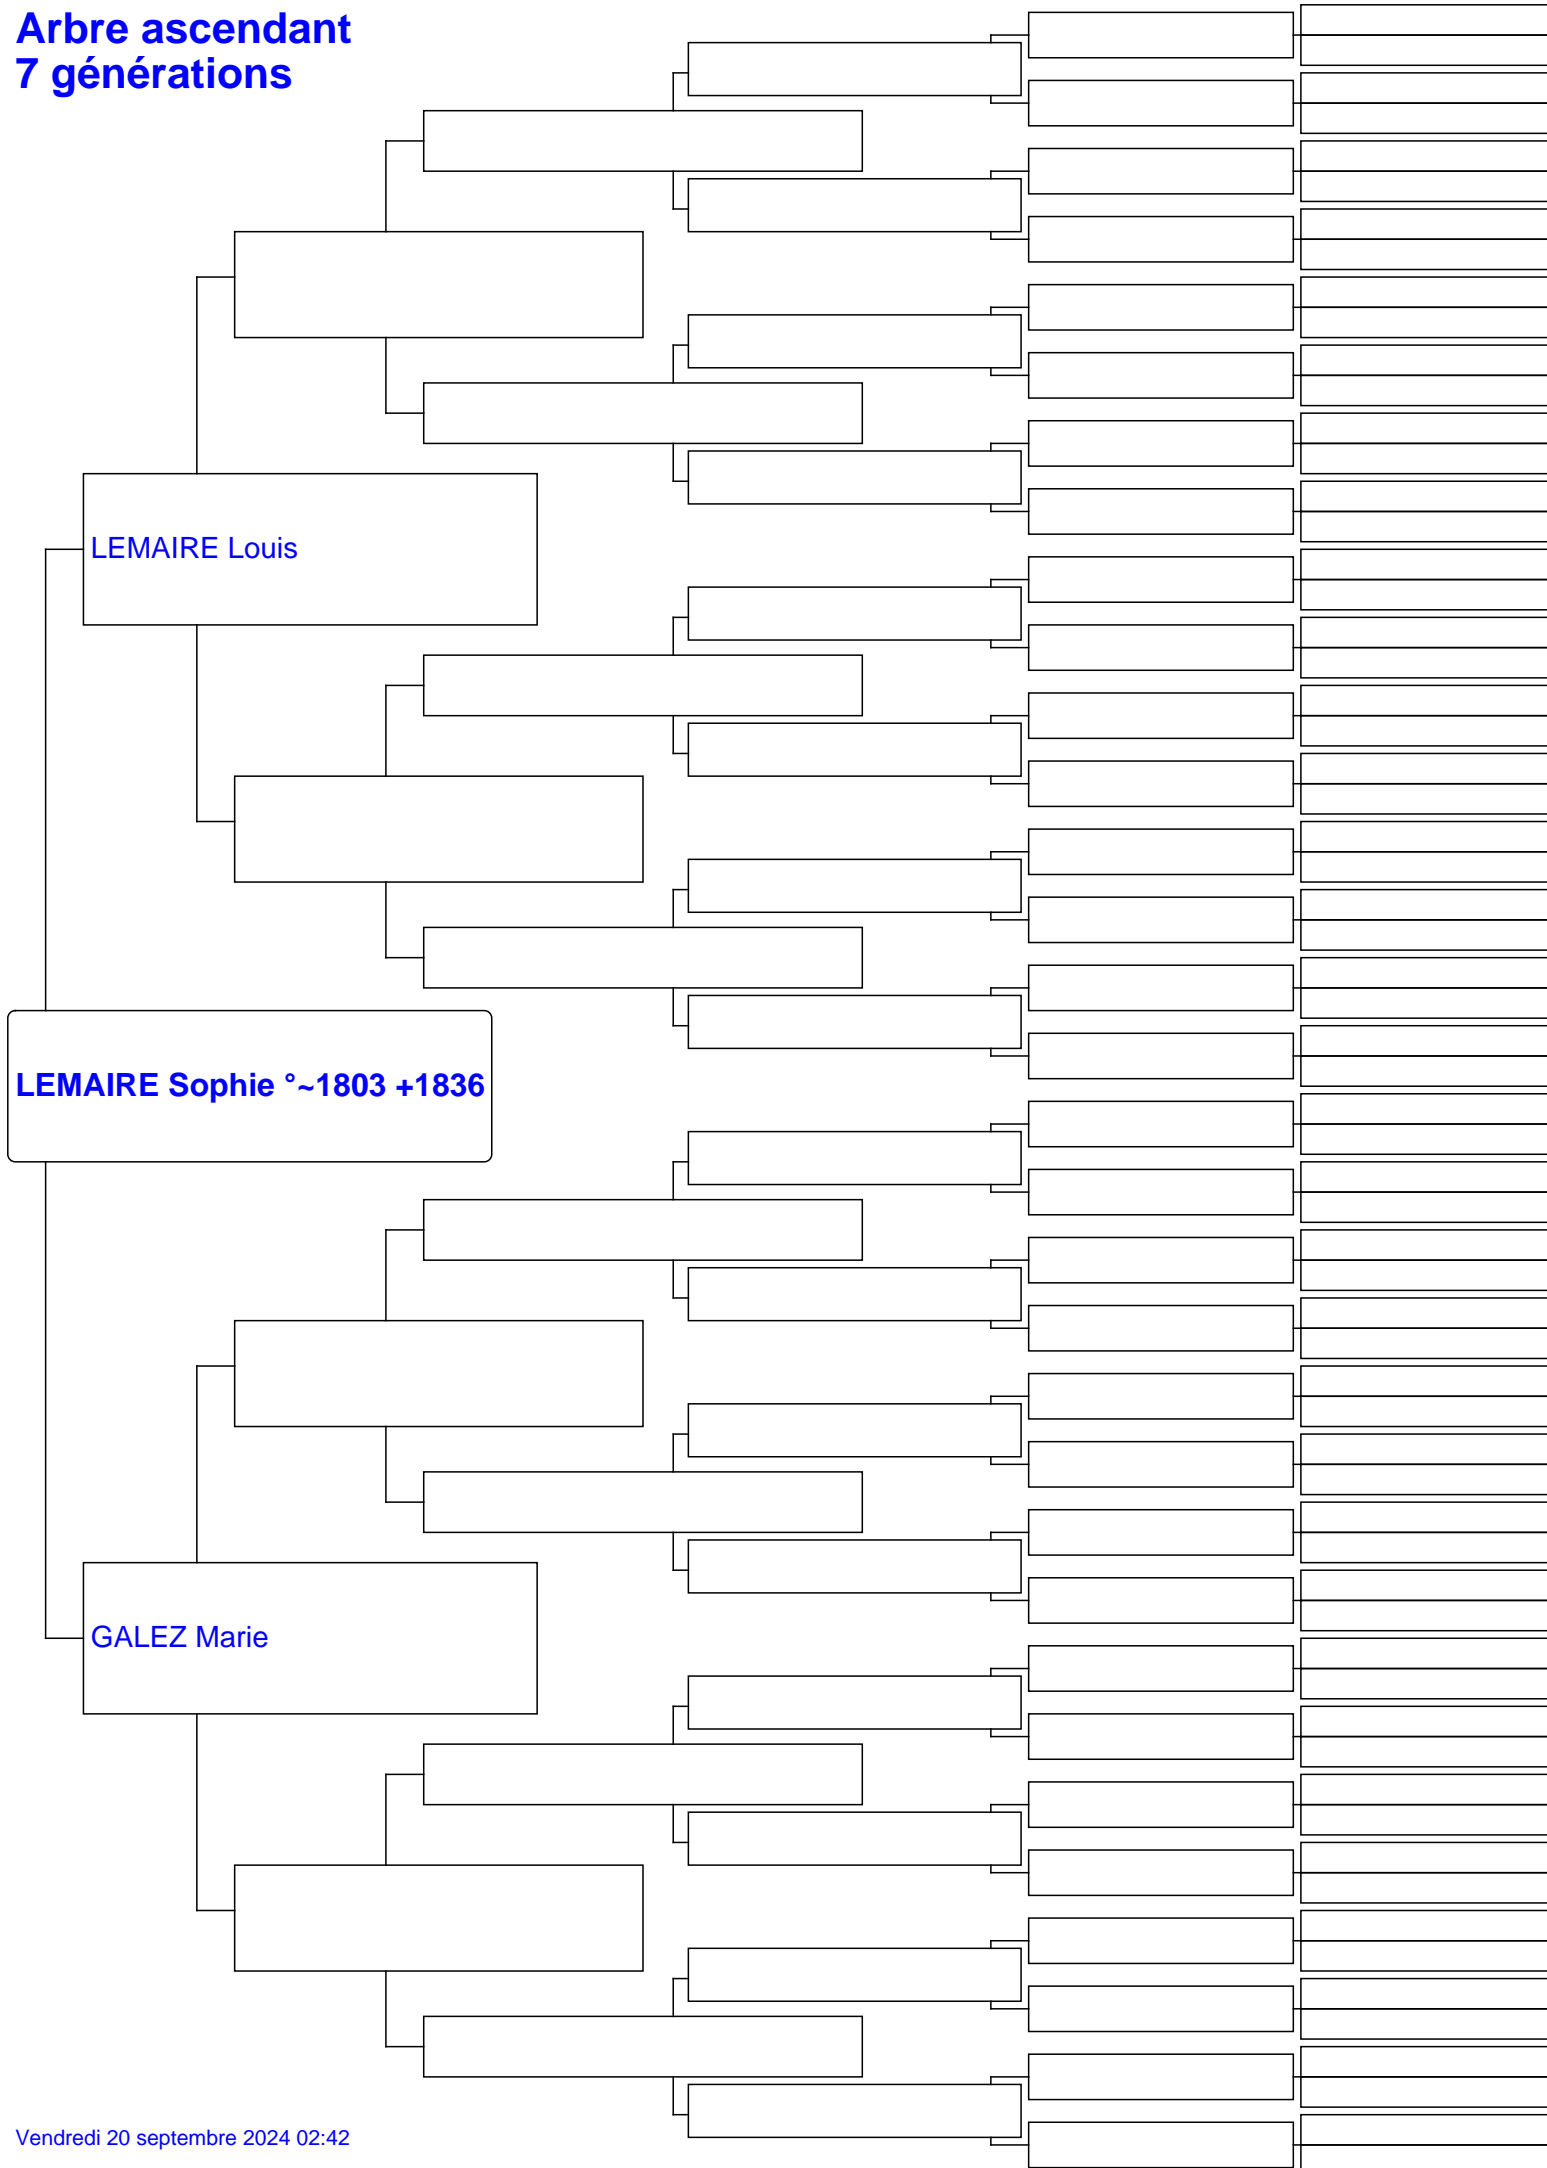 Arbre ascendant
7 générations
LEMAIRE Louis
LEMAIRE Sophie °~1803 +1836
GALEZ Marie
Vendredi 20 septembre 2024 02:42